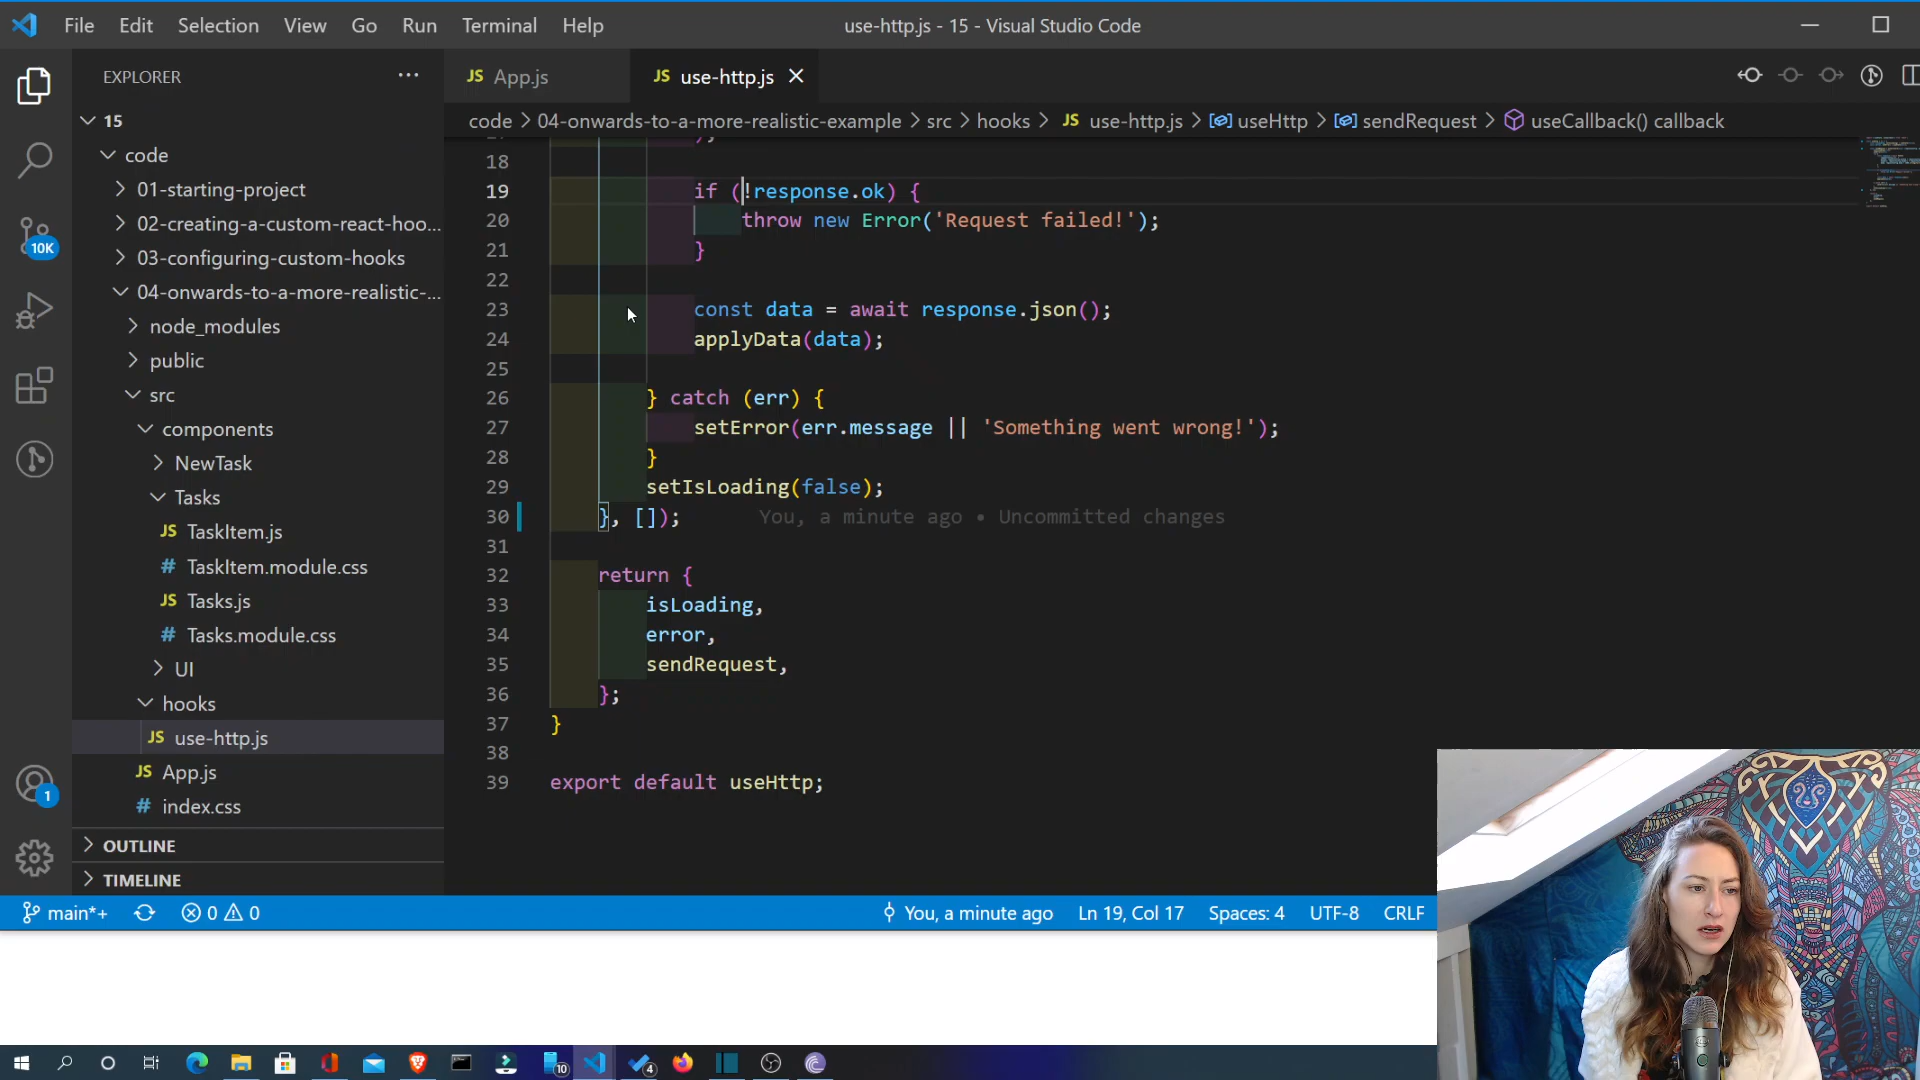 File Edit Selection View Go Run Terminal Help
use-http.js - 15 - Visual Studio Code
EXPLORER
15
code
01-starting-project
02-creating-a-custom-react-hoo...
03-configuring-custom-hooks
04-onwards-to-a-more-realistic-...
node_modules
public
src
components
NewTask
Tasks
JS TaskItem.js
# TaskItem.module.css
JS Tasks.js
# Tasks.module.css
UI
hooks
JS use-http.js
JS App.js
# index.css
OUTLINE
TIMELINE
10K
1
JS App.js
JS use-http.js
code > 04-onwards-to-a-more-realistic-example > src > hooks > JS use-http.js > useHttp > sendRequest > useCallback() callback
18
19 if (!response.ok) {
20 throw new Error('Request failed!');
21 }
22
23 const data = await response.json();
24 applyData(data);
25
26 } catch (err) {
27 setError(err.message || 'Something went wrong!');
28 }
29 setIsLoading(false);
30 }, []); You, a minute ago • Uncommitted changes
31
32 return {
33 isLoading,
34 error,
35 sendRequest,
36 };
37 }
38
39 export default useHttp;
main*+ 0 0 You, a minute ago Ln 19, Col 17 Spaces: 4 UTF-8 CRLF
10 4